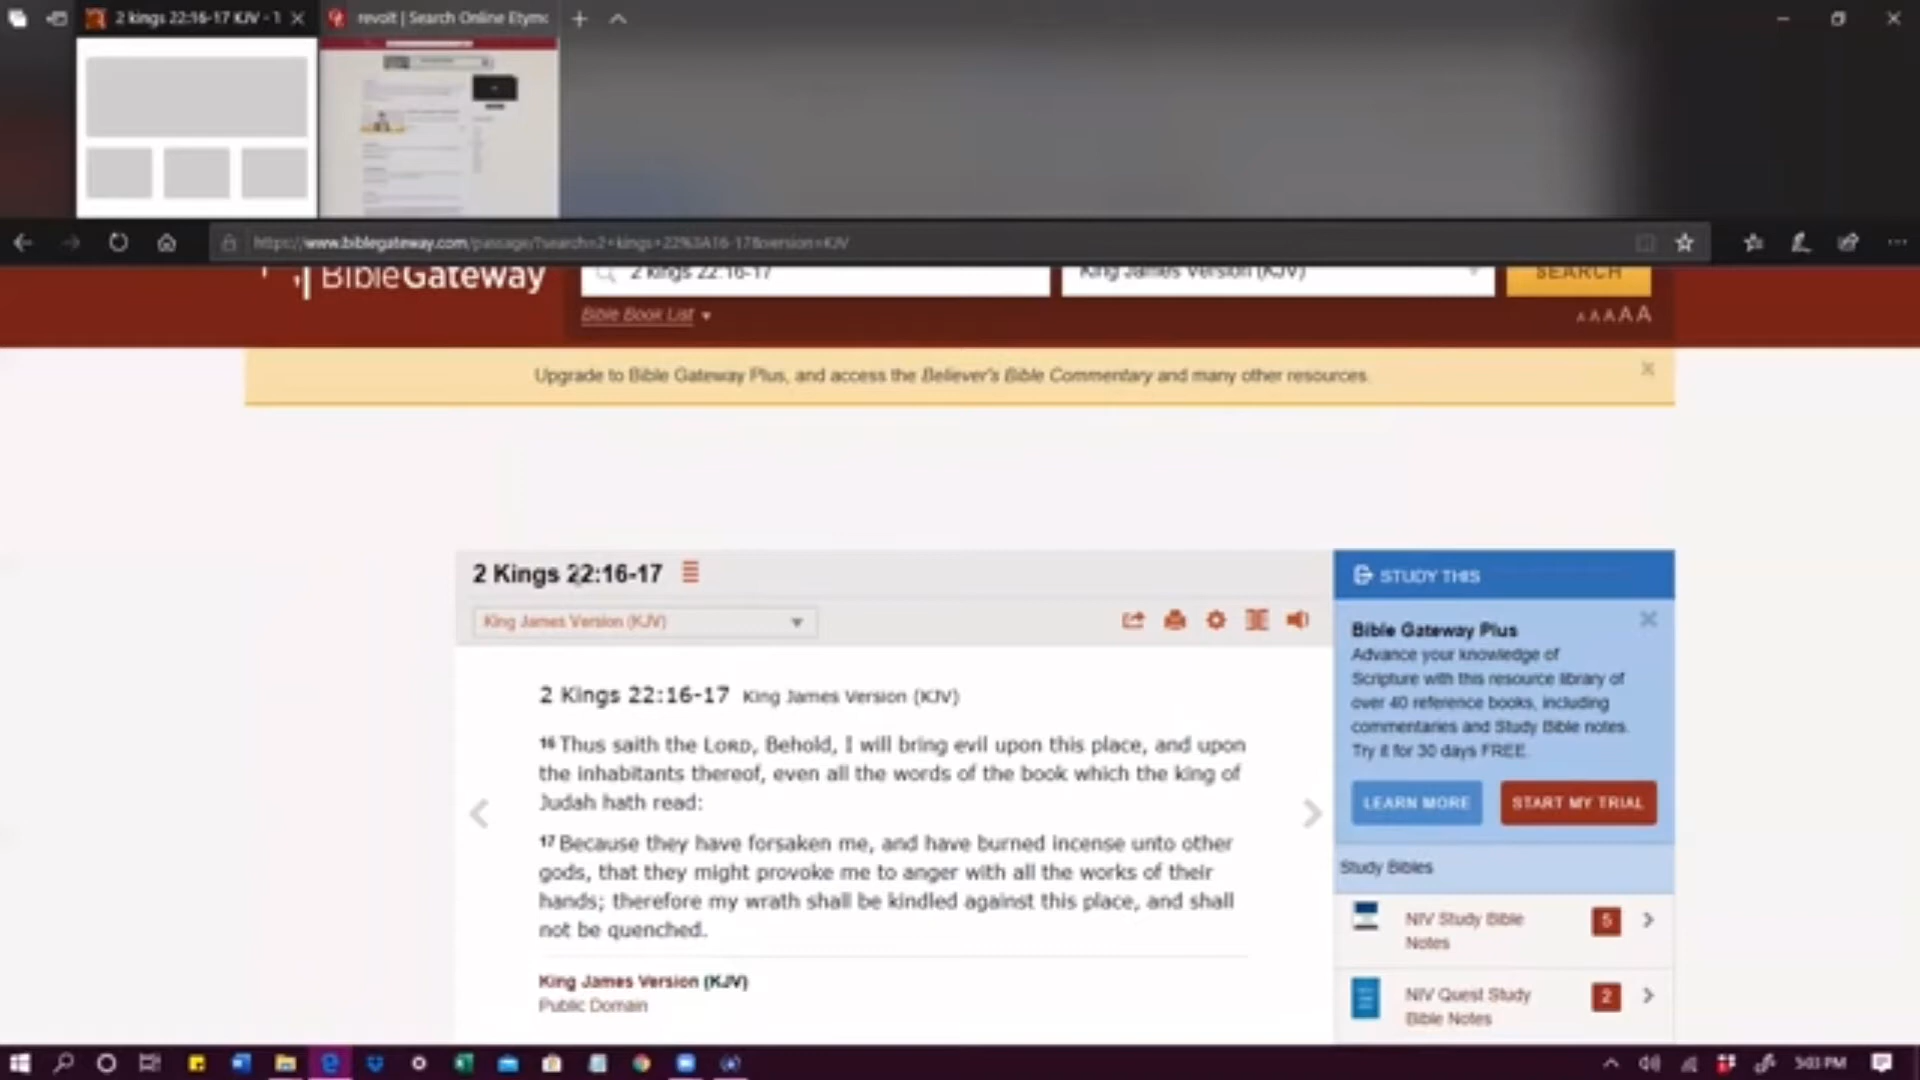 2 kings 22:16-17 KJV - 1
revolt | Search Online Etymo
https://www.biblegateway.com/passage/?search=2+kings+22%3A16-17&version=KJV
BibleGateway
2 kings 22:16-17
King James Version (KJV)
SEARCH
Bible Book List
A A A A A
Upgrade to Bible Gateway Plus, and access the Believer's Bible Commentary and many other resources.
2 Kings 22:16-17
King James Version (KJV)
2 Kings 22:16-17 King James Version (KJV)
16 Thus saith the LORD, Behold, I will bring evil upon this place, and upon
the inhabitants thereof, even all the words of the book which the king of
Judah hath read:
17 Because they have forsaken me, and have burned incense unto other
gods, that they might provoke me to anger with all the works of their
hands; therefore my wrath shall be kindled against this place, and shall
not be quenched.
King James Version (KJV)
Public Domain
STUDY THIS
Bible Gateway Plus
Advance your knowledge of
Scripture with this resource library of
over 40 reference books, including
commentaries and Study Bible notes.
Try it for 30 days FREE.
LEARN MORE
START MY TRIAL
Study Bibles
NIV Study Bible
Notes
5
NIV Quest Study
Bible Notes
2
5:03 PM